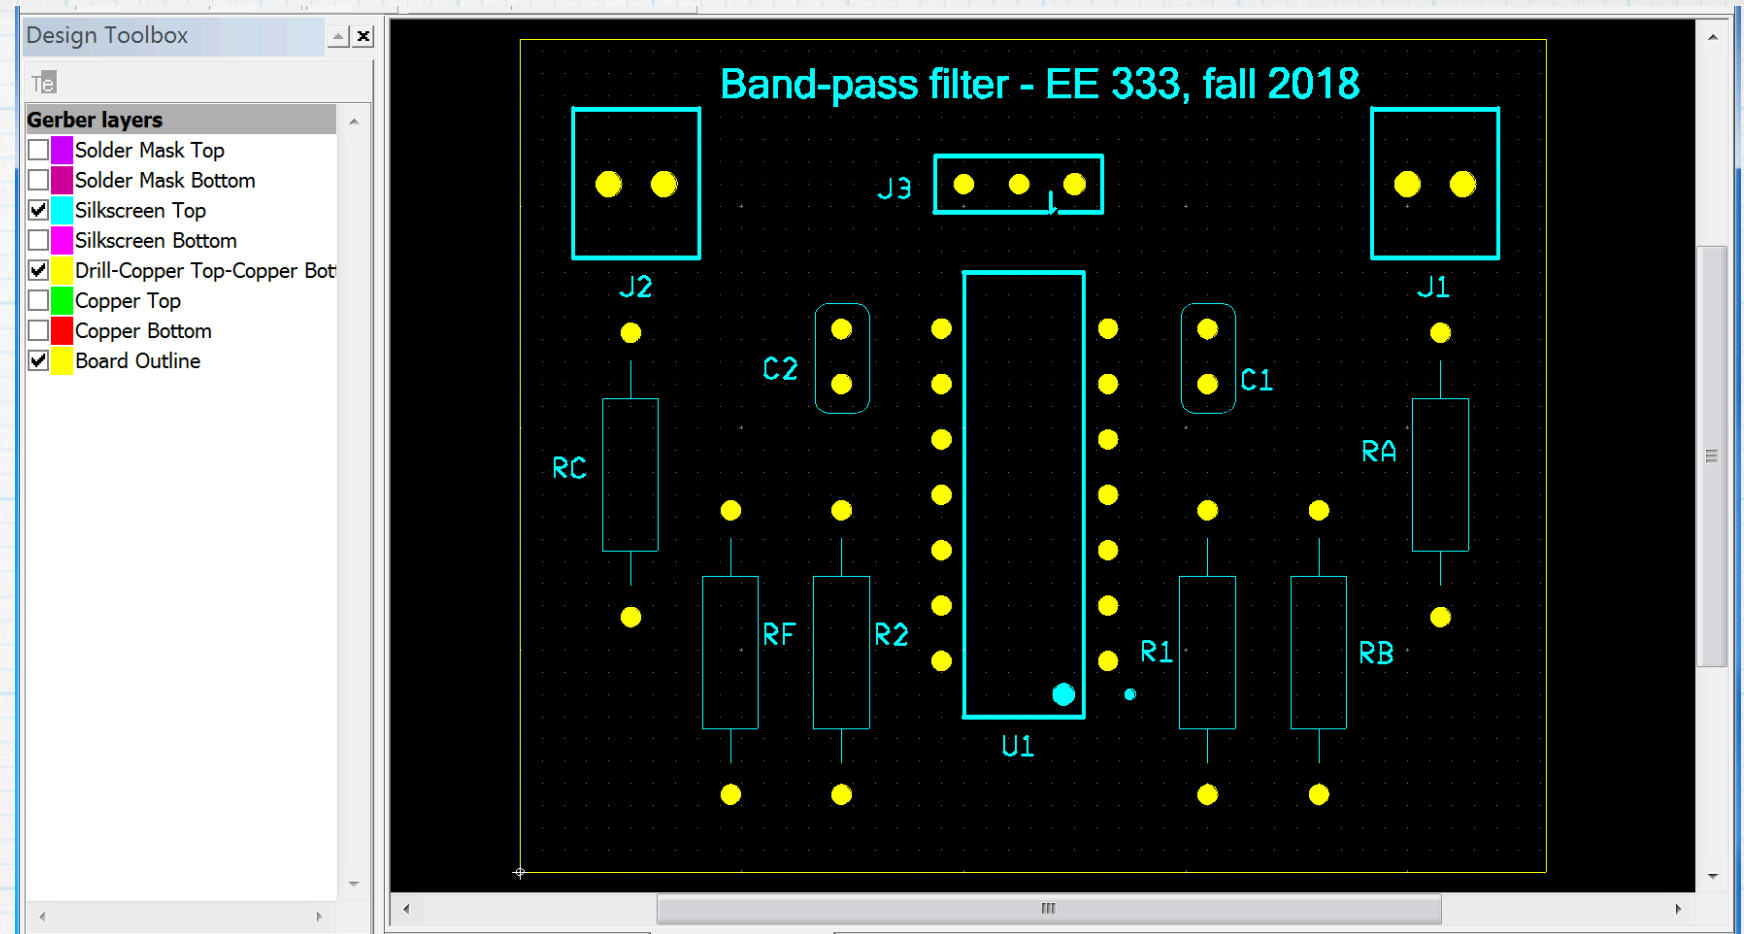 Design Toolbox
Te
Gerber layers
Solder Mask Top
Solder Mask Bottom
Silkscreen Top
Silkscreen Bottom
Drill-Copper Top-Copper Bot
Copper Top
Copper Bottom
Board Outline
Band-pass filter - EE 333, fall 2018
J3
J2
J1
C2
C1
RC
RA
RF
R2
R1
RB
U1